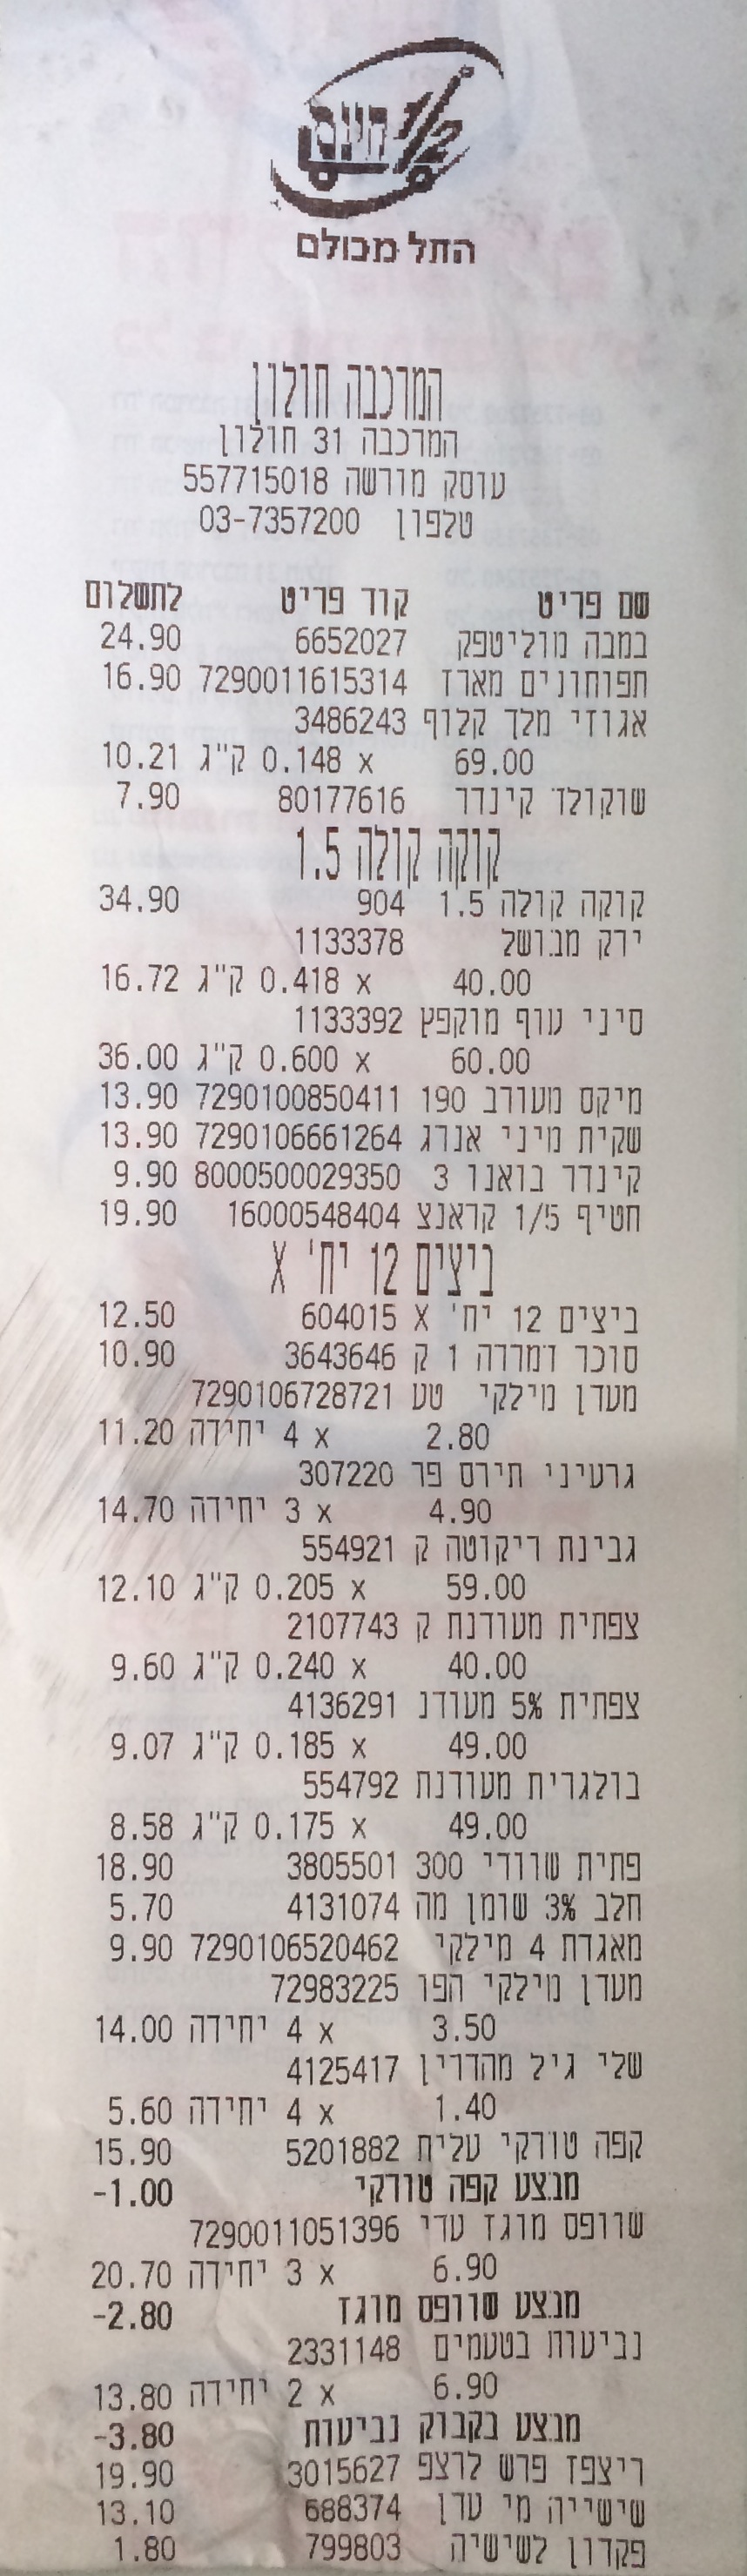 חינם 1/2
הזול מכולם
המרכבה חולון
המרכבה 31 חולון
עוסק מורשה 557715018
טלפון 03-7357200
שם פריט קוד פריט לתשלום
במבה מוליטפק 6652027 24.90
תפוחונים מארז 7290011615314 16.90
אגוזי מלך קלוף 3486243
69.00 x 0.148 ק"ג 10.21
שוקולד קינדר 80177616 7.90
קוקה קולה 1.5
קוקה קולה 1.5 904 34.90
ירק מבושל 1133378
40.00 x 0.418 ק"ג 16.72
סיני עוף מוקפץ 1133392
60.00 x 0.600 ק"ג 36.00
מיקס מעורב 190 7290100850411 13.90
שקית מיני אנרג 7290106661264 13.90
קינדר בואנו 3 8000500029350 9.90
חטיף 1/5 קראנצ 16000548404 19.90
ביצים 12 יח' X
ביצים 12 יח' X 604015 12.50
סוכר דמררה 1 ק 3643646 10.90
מעדן מילקי טע 7290106728721
2.80 x 4 יחידה 11.20
גרעיני תירס פר 307220
4.90 x 3 יחידה 14.70
גבינת ריקוטה ק 554921
59.00 x 0.205 ק"ג 12.10
צפתית מעודנת ק 2107743
40.00 x 0.240 ק"ג 9.60
צפתית 5% מעודנ 4136291
49.00 x 0.185 ק"ג 9.07
בולגרית מעודנת 554792
49.00 x 0.175 ק"ג 8.58
פתית שוודי 300 3805501 18.90
חלב 3% שומן מה 4131074 5.70
מאגדת 4 מילקי 7290106520462 9.90
מעדן מילקי הפו 72983225
3.50 x 4 יחידה 14.00
שלי גיל מהדרין 4125417
1.40 x 4 יחידה 5.60
קפה טורקי עלית 5201882 15.90
מבצע קפה טורקי -1.00
שוופס מוגז עדי 7290011051396
6.90 x 3 יחידה 20.70
מבצע שוופס מוגז -2.80
נביעות בטעמים 2331148
6.90 x 2 יחידה 13.80
מבצע בקבוק נביעות -3.80
ריצפז פרש לרצפ 3015627 19.90
שישייה מי עדן 688374 13.10
פקדון לשישיה 799803 1.80